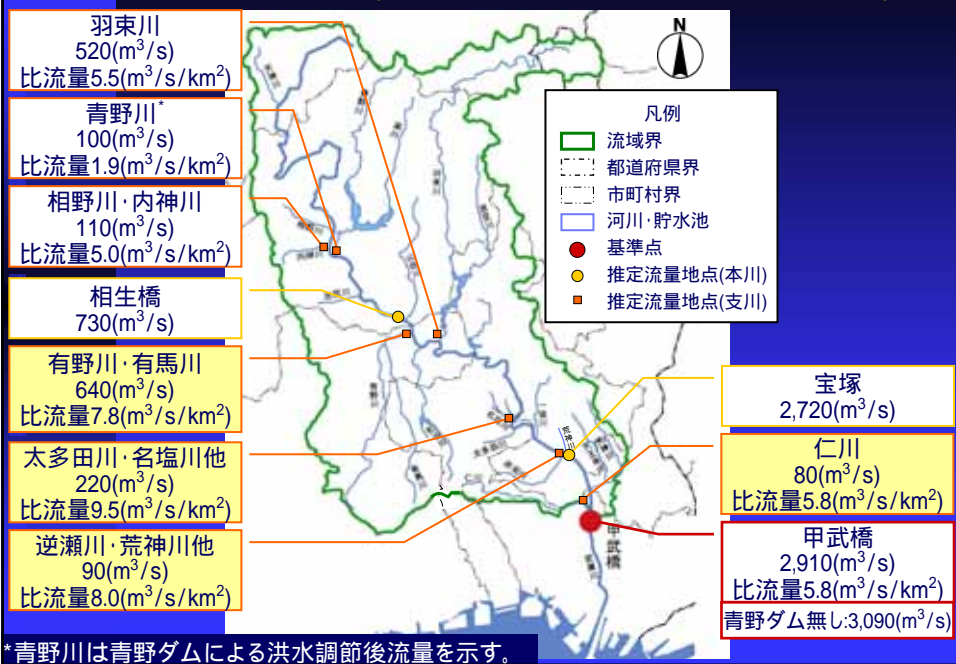 羽束川
520(m³/s)
比流量5.5(m³/s/km²)
青野川*
100(m³/s)
比流量1.9(m³/s/km²)
相野川･内神川
110(m³/s)
比流量5.0(m³/s/km²)
相生橋
730(m³/s)
有野川･有馬川
640(m³/s)
比流量7.8(m³/s/km²)
太多田川･名塩川他
220(m³/s)
比流量9.5(m³/s/km²)
逆瀬川･荒神川他
90(m³/s)
比流量8.0(m³/s/km²)
N
凡例
流域界
都道府県界
市町村界
河川･貯水池
基準点
推定流量地点(本川)
推定流量地点(支川)
荒神川
仁川
甲武橋
宝塚
2,720(m³/s)
仁川
80(m³/s)
比流量5.8(m³/s/km²)
甲武橋
2,910(m³/s)
比流量5.8(m³/s/km²)
青野ダム無し:3,090(m³/s)
*青野川は青野ダムによる洪水調節後流量を示す。